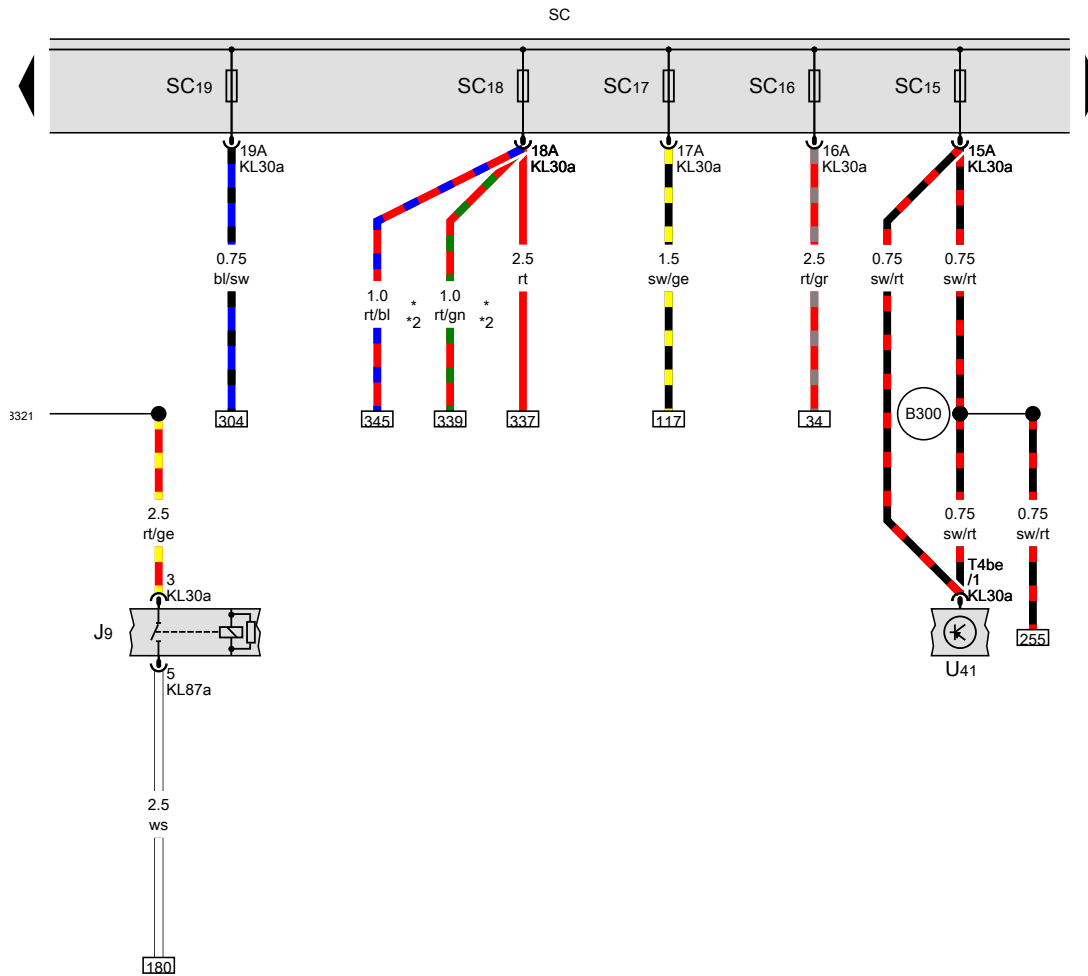 SC
SC19
SC18
SC17
SC16
SC15
19A
KL30a
18A
KL30a
17A
KL30a
16A
KL30a
15A
KL30a
0.75
bl/sw
1.0
rt/bl
*
*2
1.0
rt/gn
*
*2
2.5
rt
1.5
sw/ge
2.5
rt/gr
0.75
sw/rt
0.75
sw/rt
304
345
339
337
117
34
B300
3321
2.5
rt/ge
0.75
sw/rt
0.75
sw/rt
3
KL30a
T4be
/1
KL30a
J9
U41
255
5
KL87a
2.5
ws
180